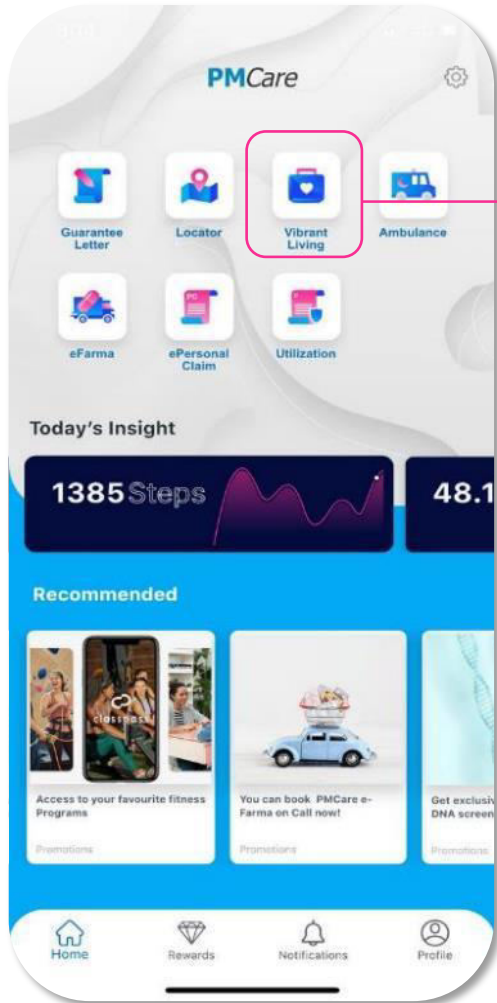 PMCare
Guarantee
Letter
Locator
Vibrant
Living
Ambulance
eFarma
ePersonal
Claim
Utilization
Today's Insight
1385 Steps
48.1
Recommended
classpass
Access to your favourite fitness
Programs
Promotions
You can book PMCare e-
Farma on Call now!
Promotions
Get exclusiv
DNA screen
Promotions
Home
Rewards
Notifications
Profile